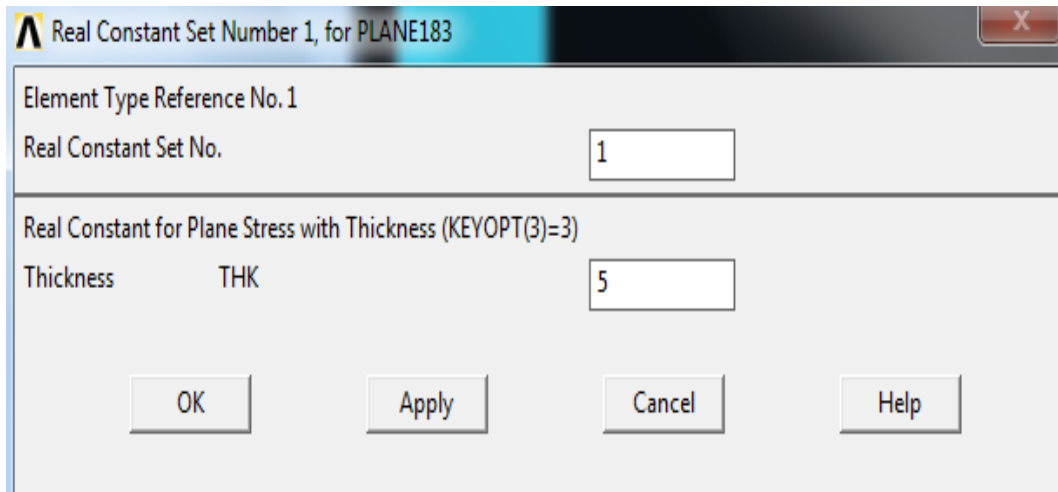 Real Constant Set Number 1, for PLANE183
X
Element Type Reference No. 1
Real Constant Set No. 1
Real Constant for Plane Stress with Thickness (KEYOPT(3)=3)
Thickness THK 5
OK Apply Cancel Help